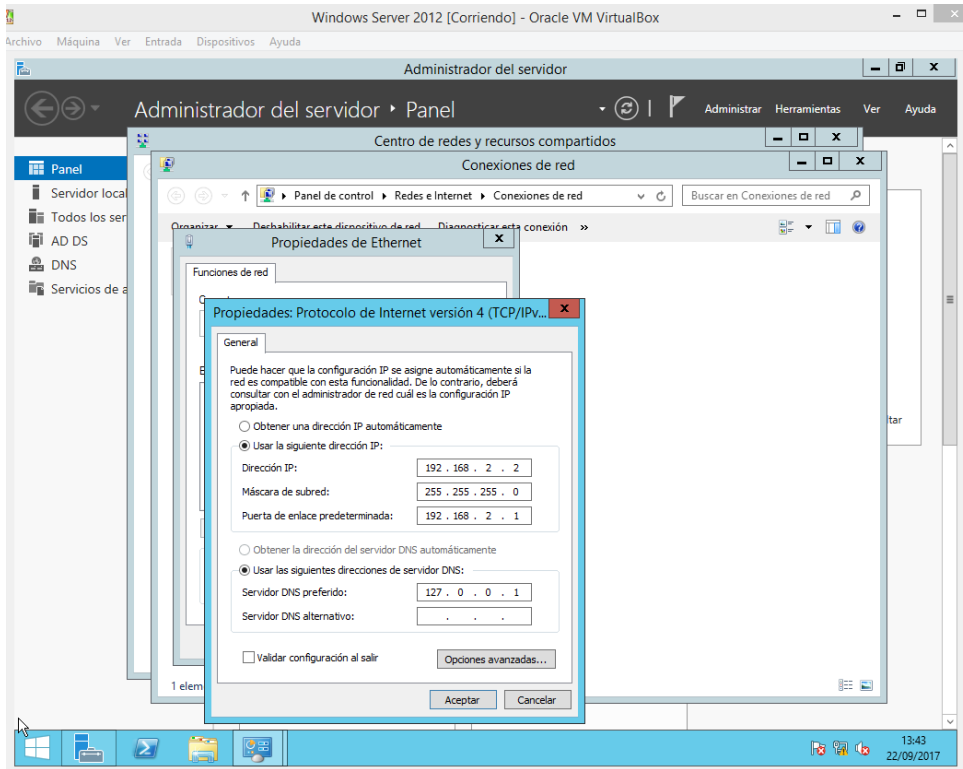 Windows Server 2012 [Corriendo] - Oracle VM VirtualBox
Archivo Máquina Ver Entrada Dispositivos Ayuda
Administrador del servidor
Administrador del servidor Panel
Administrar Herramientas Ver Ayuda
Centro de redes y recursos compartidos
Conexiones de red
Panel
Servidor local
Todos los ser
AD DS
DNS
Servicios de a
Panel de control Redes e Internet Conexiones de red
Buscar en Conexiones de red
Organizar Deshabilitar este dispositivo de red Diagnosticar esta conexión »
Propiedades de Ethernet
Funciones de red
Propiedades: Protocolo de Internet versión 4 (TCP/IPv...
General
Puede hacer que la configuración IP se asigne automáticamente si la
red es compatible con esta funcionalidad. De lo contrario, deberá
consultar con el administrador de red cuál es la configuración IP
apropiada.
Obtener una dirección IP automáticamente
Usar la siguiente dirección IP:
Dirección IP: 192 . 168 . 2 . 2
Máscara de subred: 255 . 255 . 255 . 0
Puerta de enlace predeterminada: 192 . 168 . 2 . 1
Obtener la dirección del servidor DNS automáticamente
Usar las siguientes direcciones de servidor DNS:
Servidor DNS preferido: 127 . 0 . 0 . 1
Servidor DNS alternativo: . . .
Validar configuración al salir
Opciones avanzadas...
Aceptar Cancelar
tar
1 elem
13:43
22/09/2017